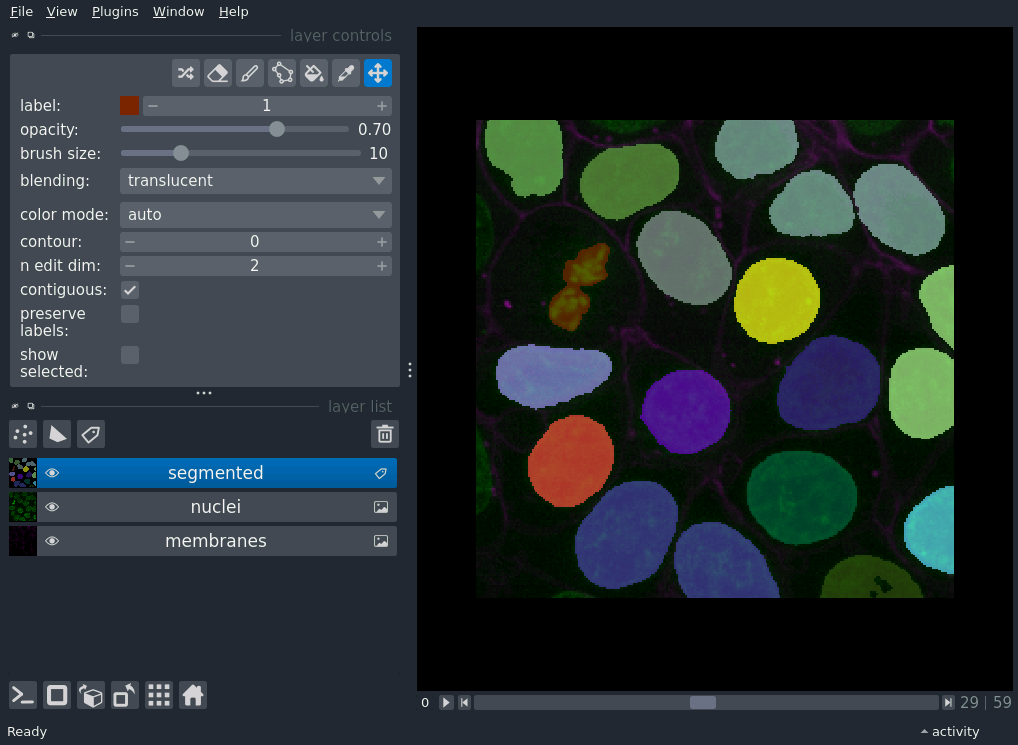 File View Plugins Window Help
layer controls
label: 1
opacity: 0.70
brush size: 10
blending: translucent
color mode: auto
contour: 0
n edit dim: 2
contiguous:
preserve
labels:
show
selected:
layer list
segmented
nuclei
membranes
0 29 | 59
Ready activity